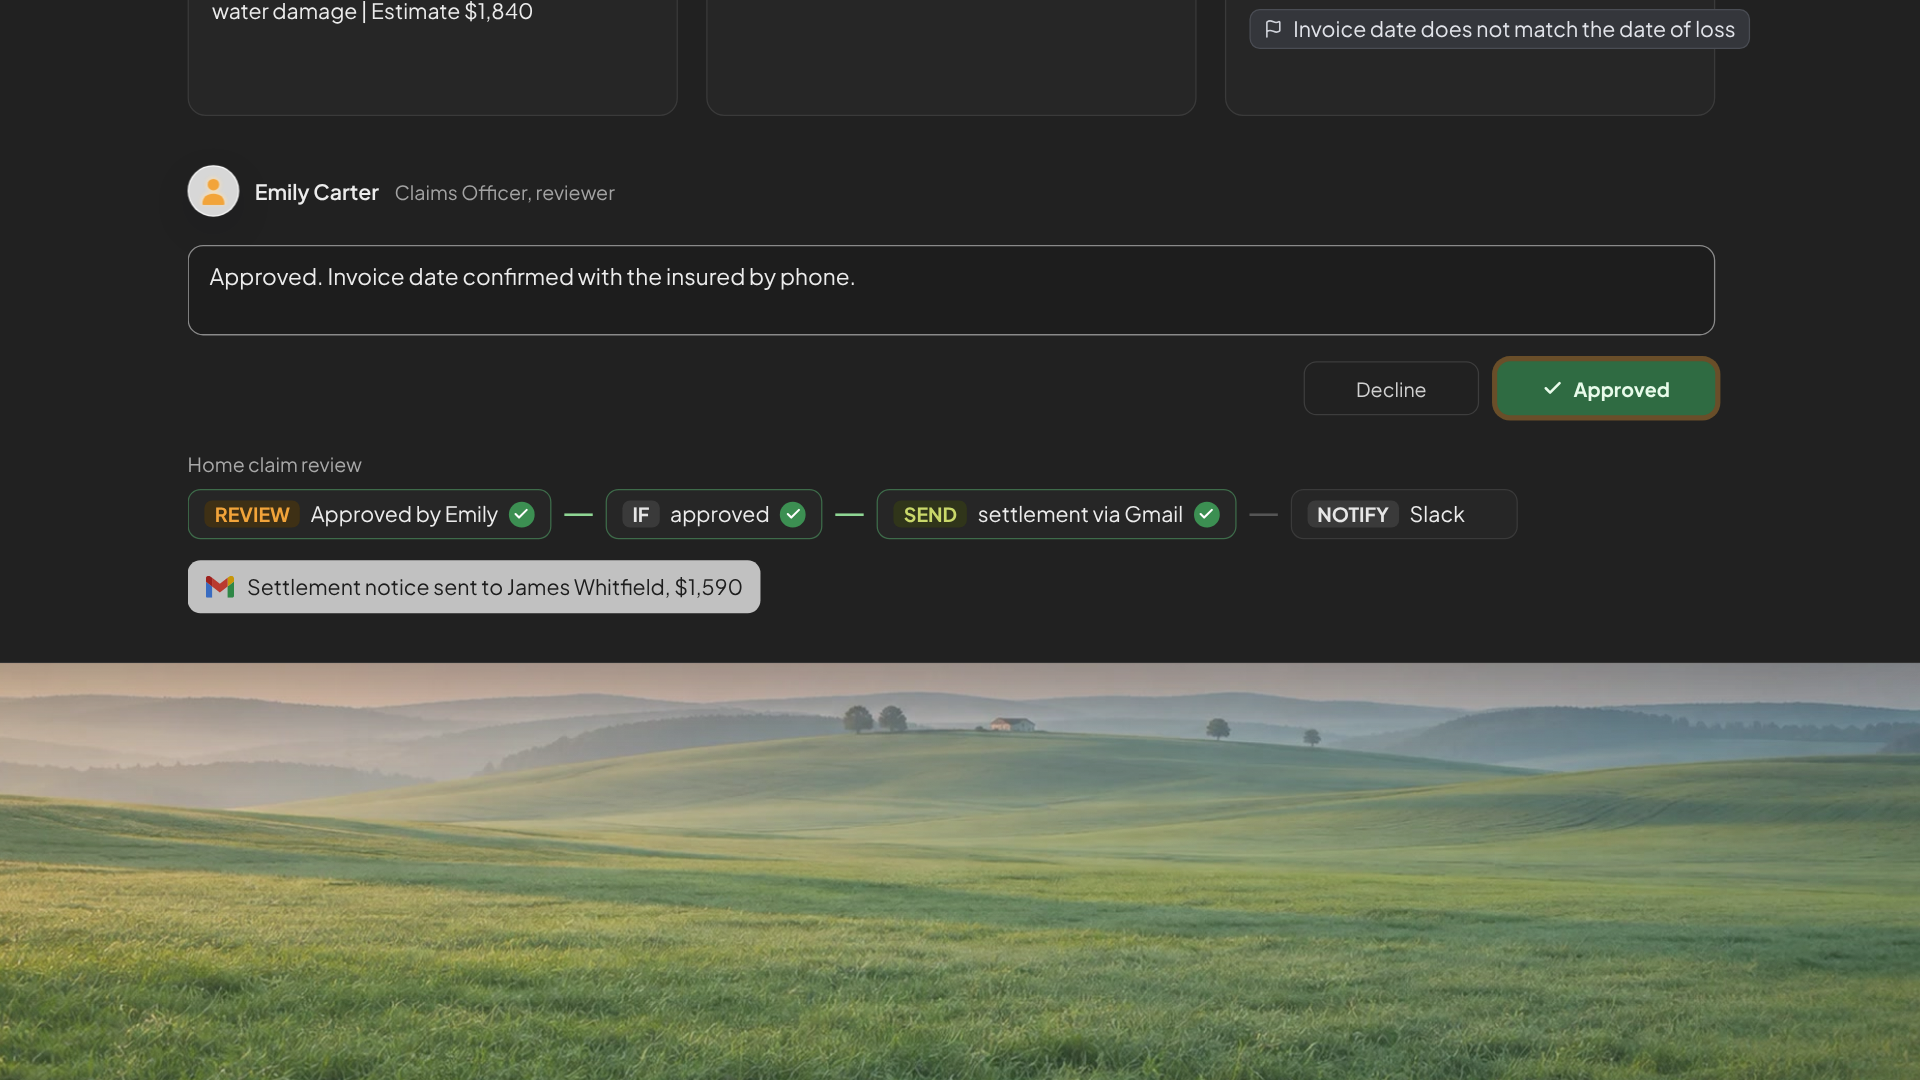 water damage | Estimate $1,840
Invoice date does not match the date of loss
Emily Carter Claims Officer, reviewer
Approved. Invoice date confirmed with the insured by phone.
Decline
Approved
Home claim review
REVIEW Approved by Emily
IF approved
SEND settlement via Gmail
NOTIFY Slack
Settlement notice sent to James Whitfield, $1,590